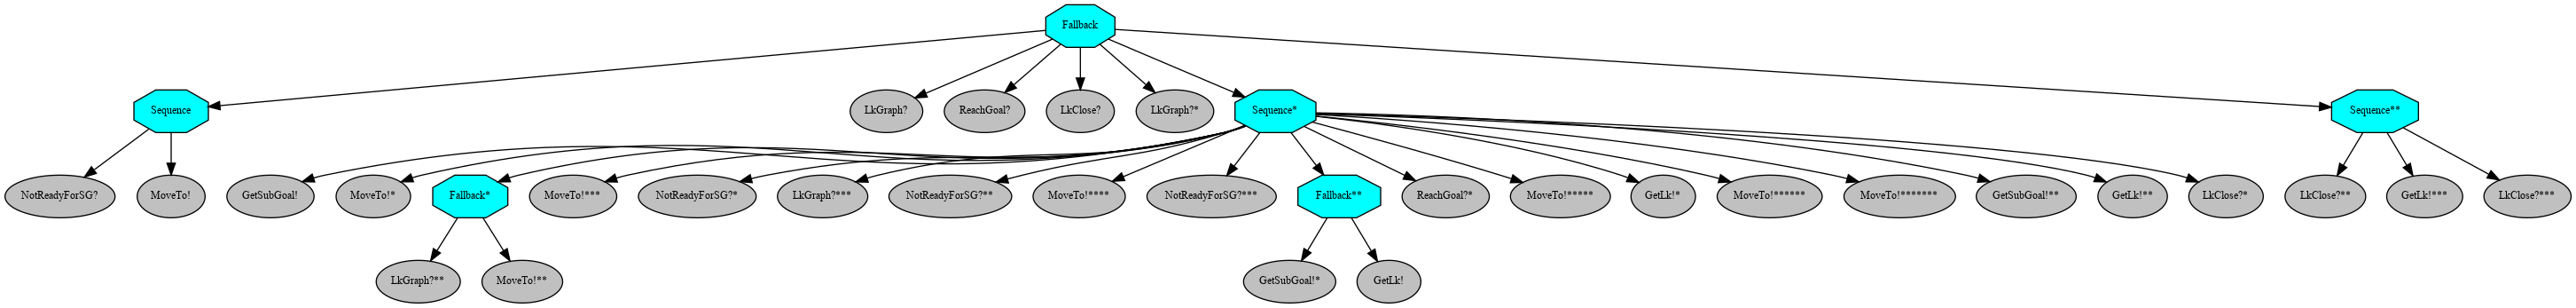 Fallback
Sequence
LkGraph?
ReachGoal?
LkClose?
LkGraph?*
Sequence*
Sequence**
NotReadyForSG?
MoveTo!
GetSubGoal!
MoveTo!*
Fallback*
MoveTo!***
NotReadyForSG?*
LkGraph?***
NotReadyForSG?**
MoveTo!****
NotReadyForSG?***
Fallback**
ReachGoal?*
MoveTo!*****
GetLk!*
MoveTo!******
MoveTo!*******
GetSubGoal!**
GetLk!**
LkClose?*
LkClose?**
GetLk!***
LkClose?***
LkGraph?**
MoveTo!**
GetSubGoal!*
GetLk!